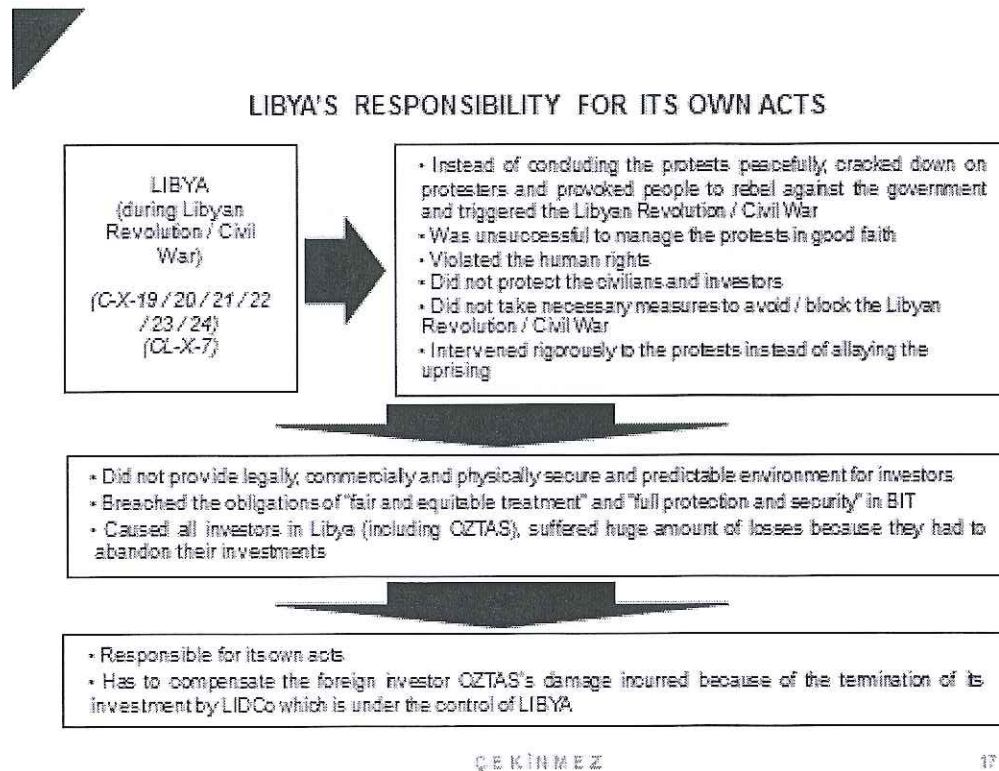 LIBYA'S RESPONSIBILITY FOR ITS OWN ACTS
LIBYA
(during Libyan
Revolution / Civil
War)
(C-X-19 / 20 / 21 / 22
/ 23 / 24)
(CL-X-7)
• Instead of concluding the protests peacefully, cracked down on
protesters and provoked people to rebel against the government
and triggered the Libyan Revolution / Civil War
• Was unsuccessful to manage the protests in good faith
• Violated the human rights
• Did not protect the civilians and investors
• Did not take necessary measures to avoid / block the Libyan
Revolution / Civil War
• Intervened rigorously to the protests instead of allaying the
uprising
• Did not provide legally, commercially and physically secure and predictable environment for investors
• Breached the obligations of "fair and equitable treatment" and "full protection and security" in BIT
• Caused all investors in Libya (including OZTAS), suffered huge amount of losses because they had to
abandon their investments
• Responsible for its own acts
• Has to compensate the foreign investor OZTAS's damage incurred because of the termination of its
investment by LIDCo which is under the control of LIBYA
ÇEKİNMEZ
17